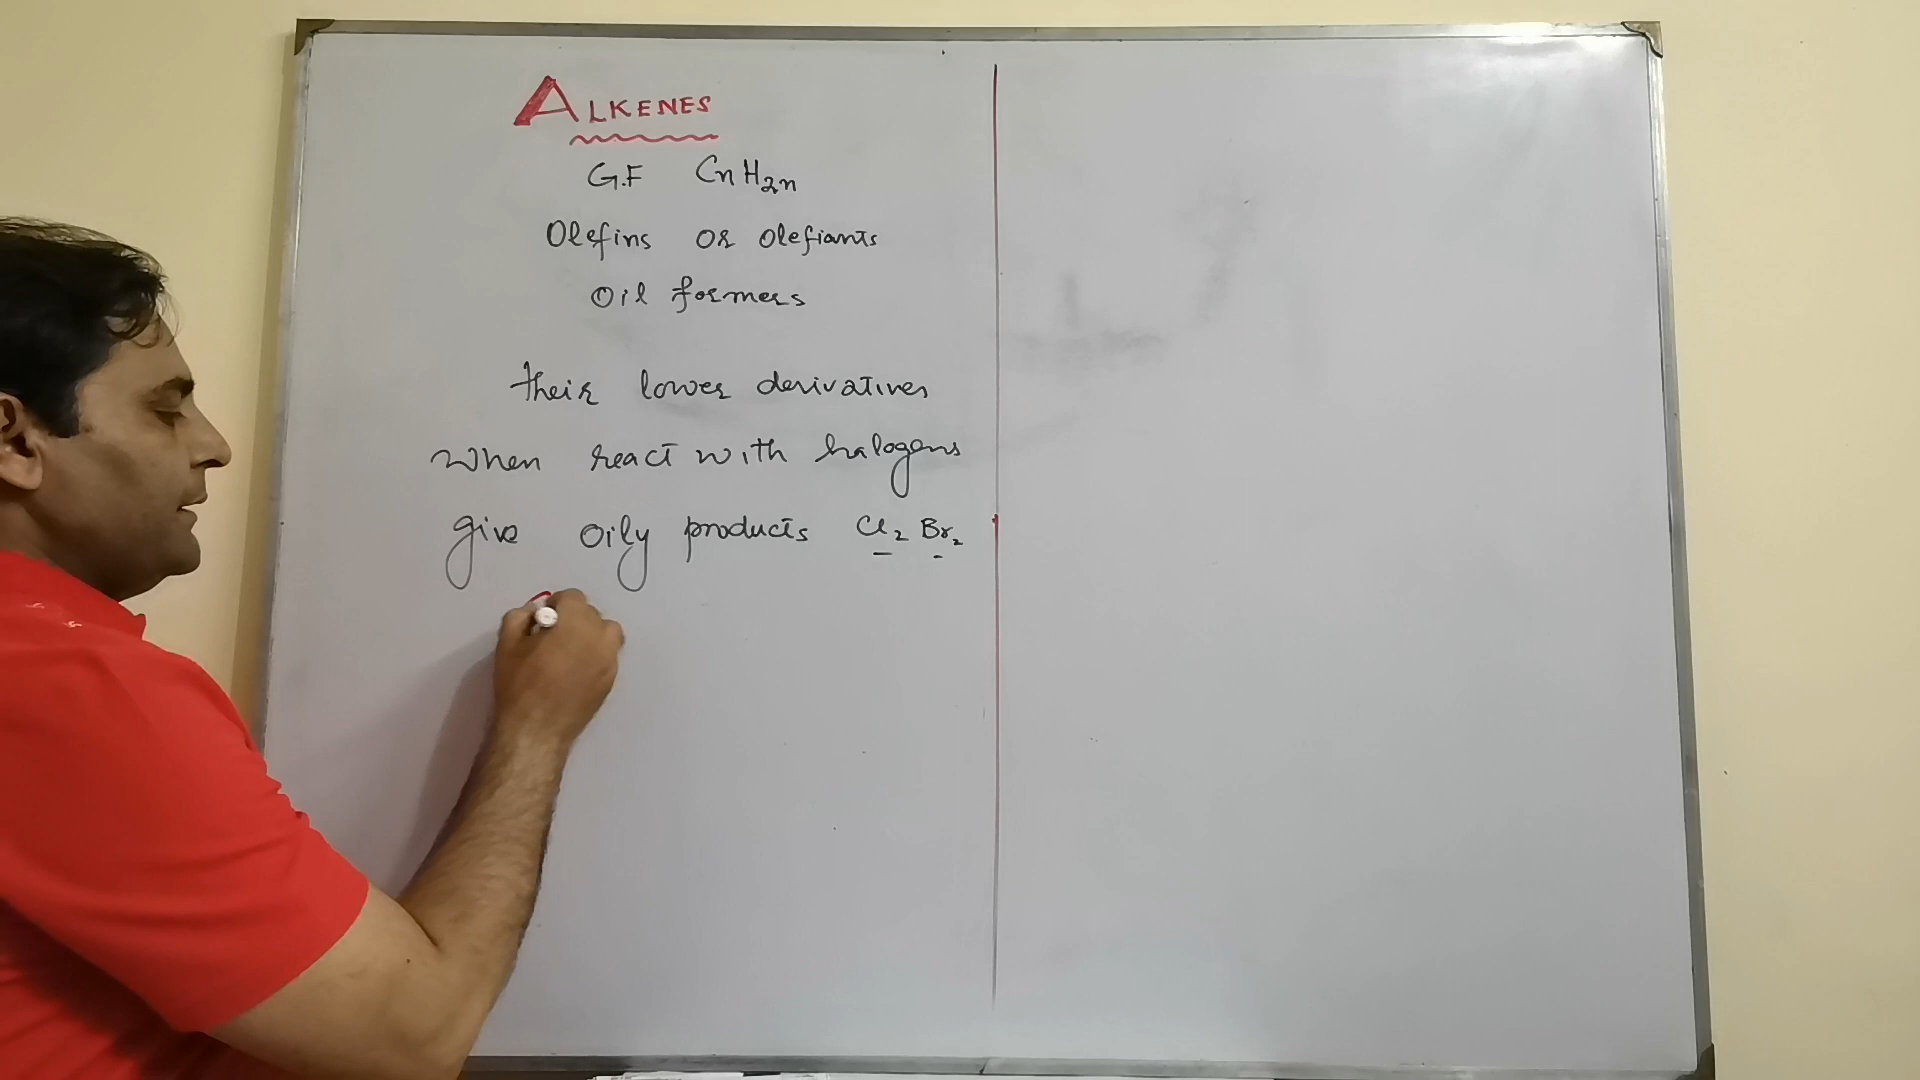 ALKENES
G.F CnH2n
Olefins or olefiants
Oil formers
their lower derivatives
When react with halogens
give oily products Cl2 Br2